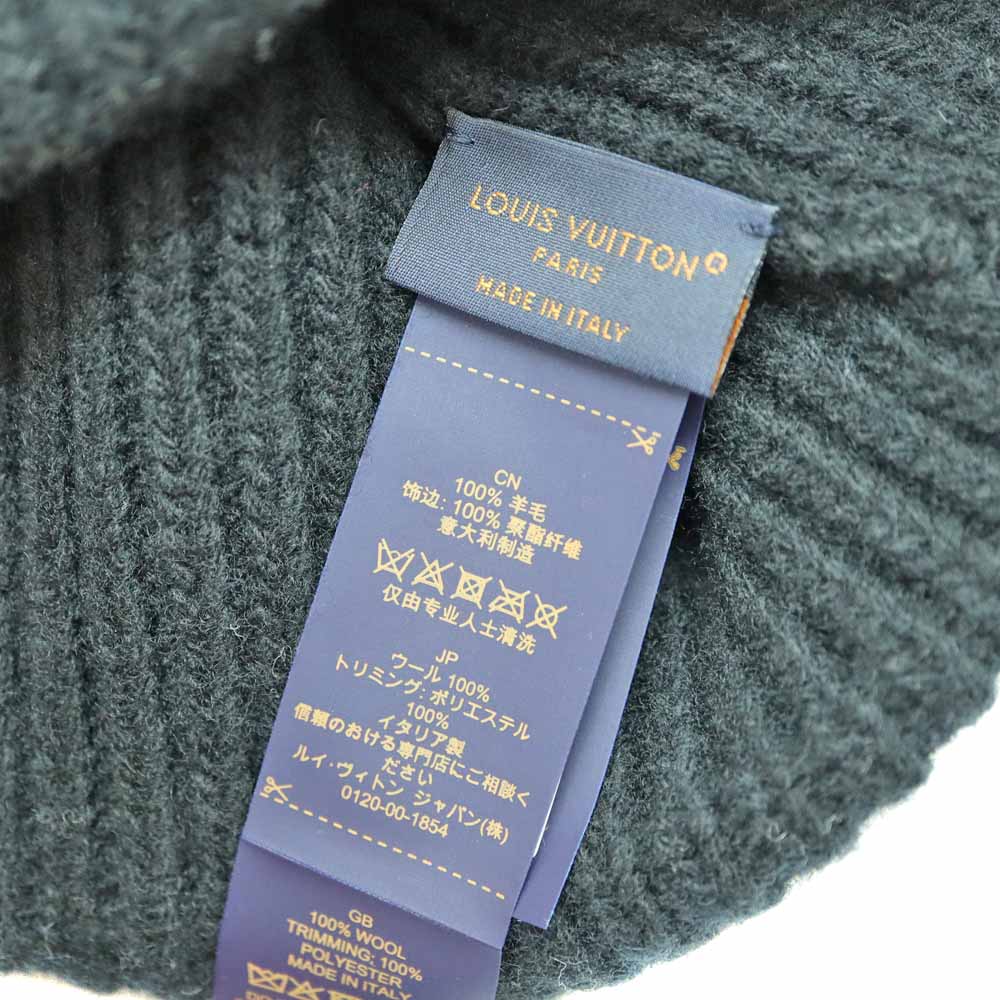 LOUIS VUITTON
PARIS
MADE IN ITALY
CN
100% 羊毛
饰边: 100% 聚酯纤维
意大利制造
仅由专业人士清洗
JP
ウール 100%
トリミング: ポリエステル
100%
イタリア製
信頼のおける専門店にご相談く
ださい
ルイ・ヴィトン ジャパン(株)
0120-00-1854
GB
100% WOOL
TRIMMING: 100%
POLYESTER
MADE IN ITALY